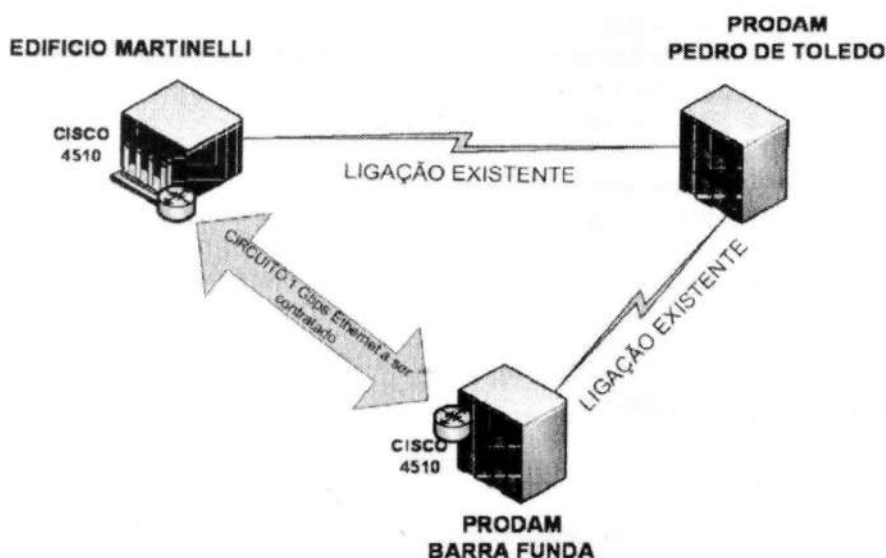 EDIFICIO MARTINELLI
PRODAM
PEDRO DE TOLEDO
CISCO
4510
LIGAÇÃO EXISTENTE
CIRCUITO 1 Gbps Ethernet a ser
contratado
LIGAÇÃO EXISTENTE
CISCO
4510
PRODAM
BARRA FUNDA